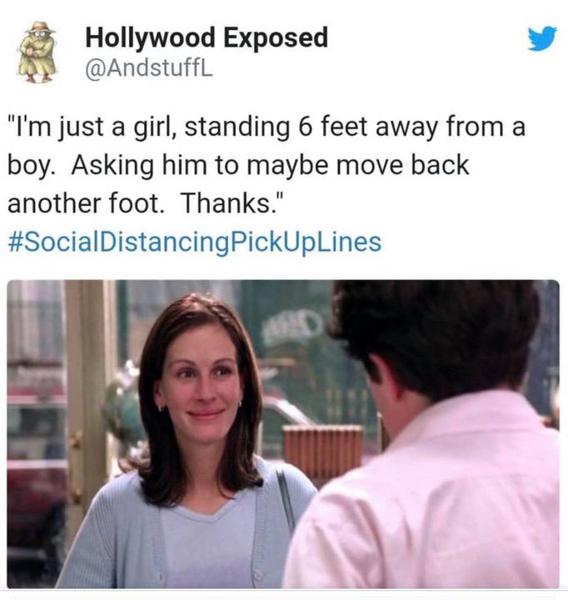 Hollywood Exposed
@AndstuffL
"I'm just a girl, standing 6 feet away from a
boy.  Asking him to maybe move back
another foot.  Thanks."
#SocialDistancingPickUpLines